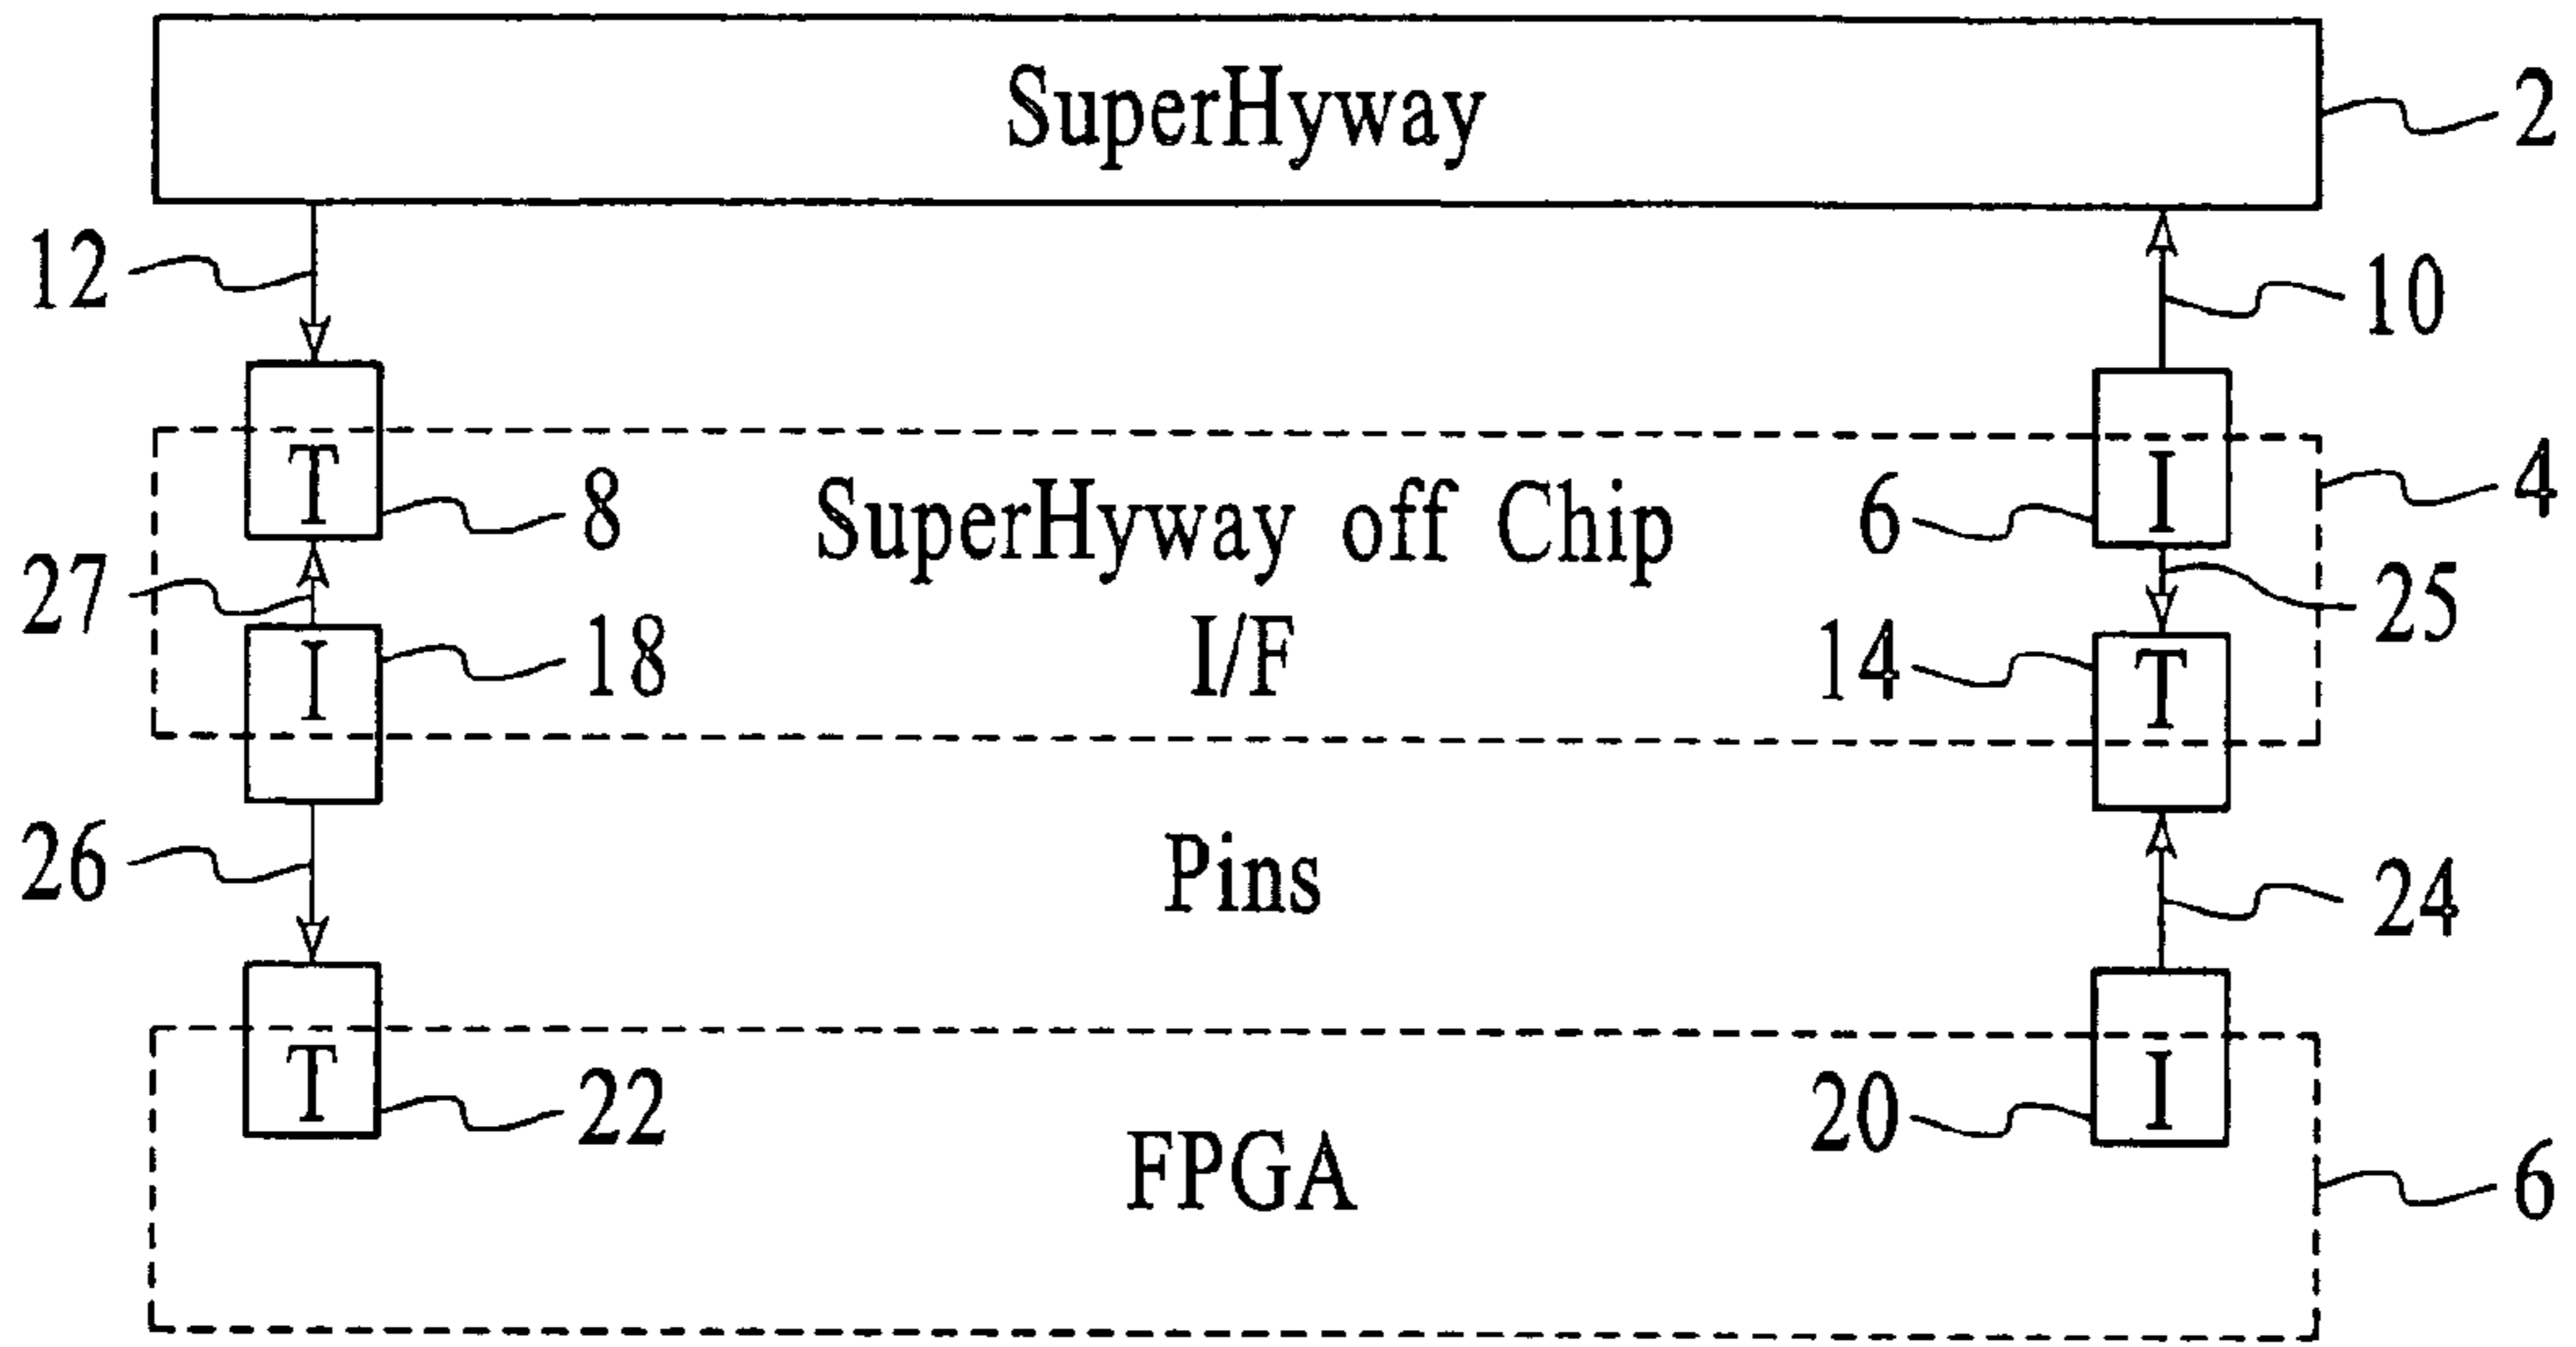 SuperHyway
2
12
10
T
8
SuperHyway off Chip
6
I
4
27
25
I
18
I/F
14
T
26
Pins
24
T
22
FPGA
20
I
6